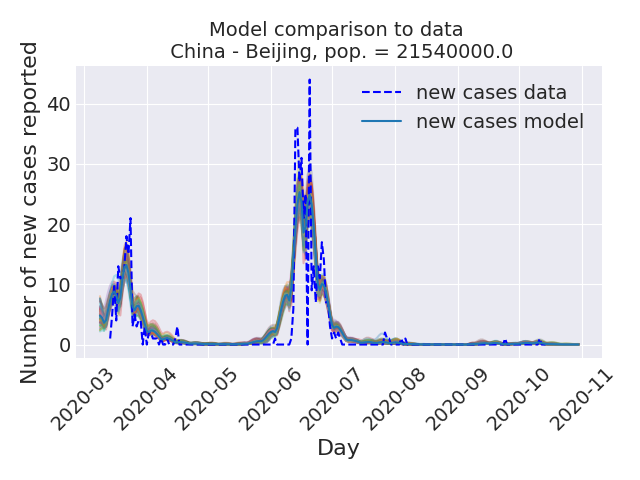 Model comparison to data
China - Beijing, pop. = 21540000.0
new cases data
new cases model
Number of new cases reported
40
30
20
10
0
2020-03
2020-04
2020-05
2020-06
2020-07
2020-08
2020-09
2020-10
2020-11
Day